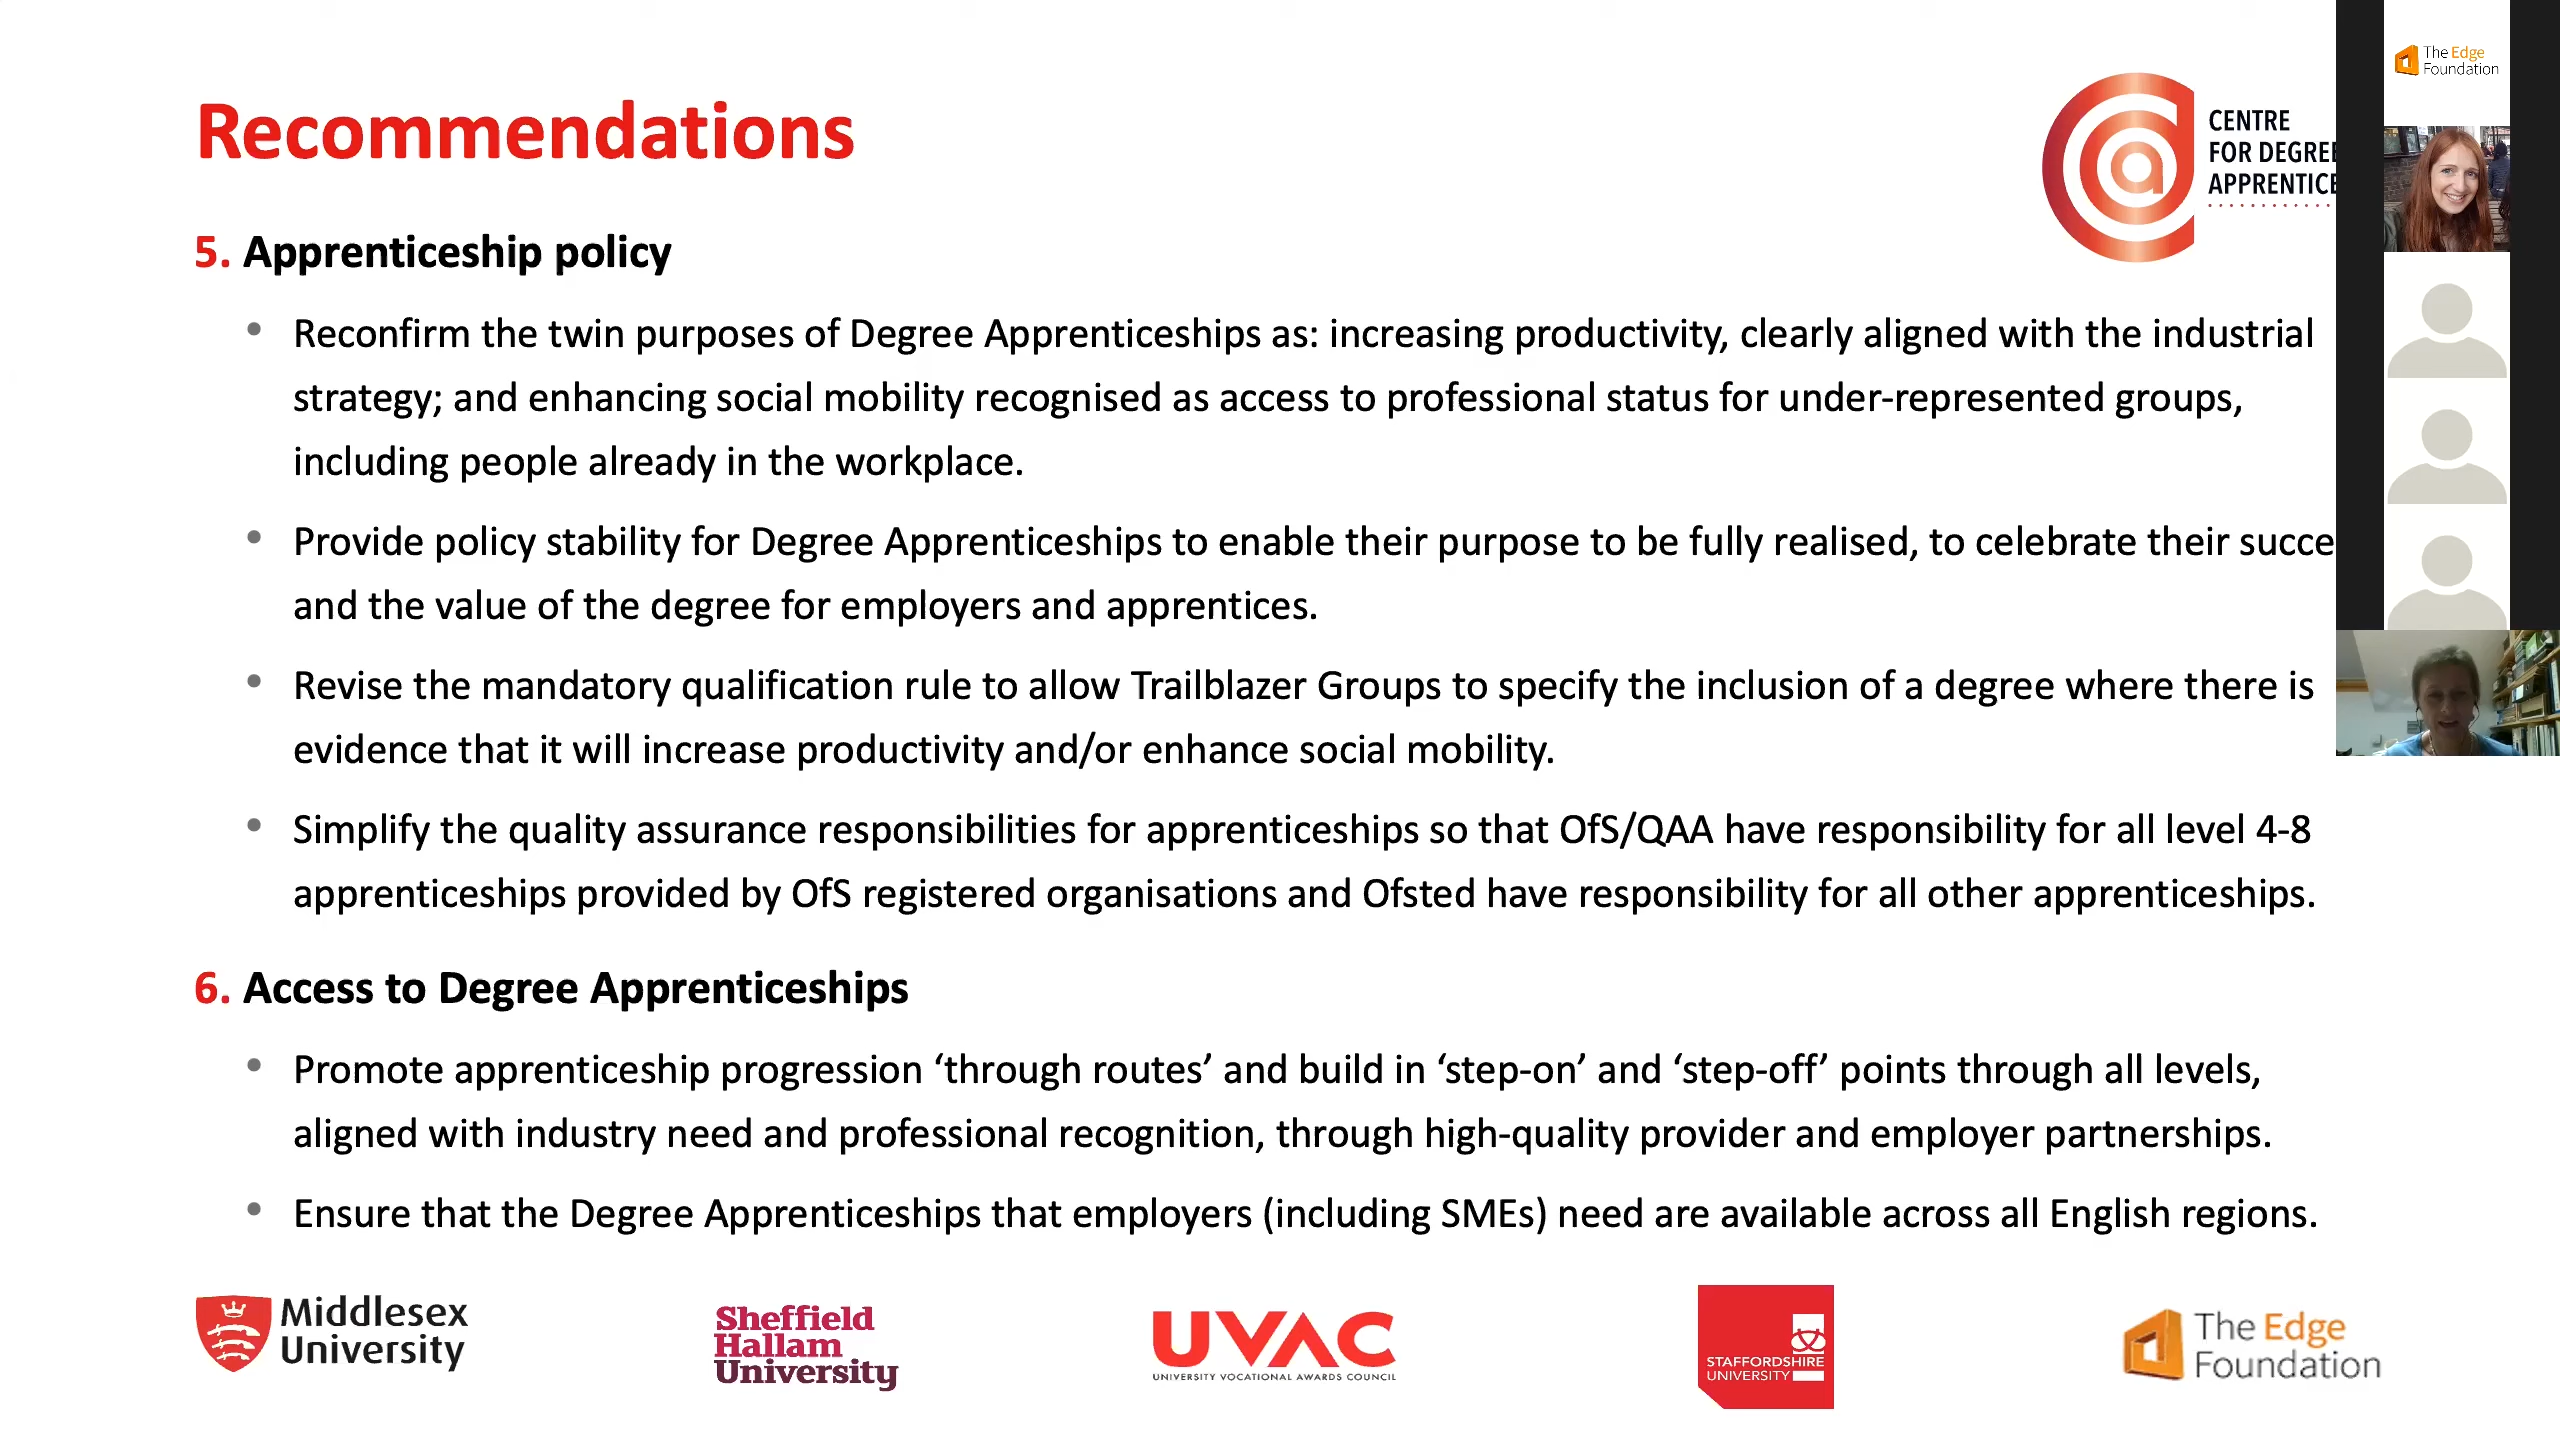 Recommendations
CENTRE
FOR DEGREE
APPRENTICE
5. Apprenticeship policy
• Reconfirm the twin purposes of Degree Apprenticeships as: increasing productivity, clearly aligned with the industrial
strategy; and enhancing social mobility recognised as access to professional status for under-represented groups,
including people already in the workplace.
• Provide policy stability for Degree Apprenticeships to enable their purpose to be fully realised, to celebrate their succe
and the value of the degree for employers and apprentices.
• Revise the mandatory qualification rule to allow Trailblazer Groups to specify the inclusion of a degree where there is
evidence that it will increase productivity and/or enhance social mobility.
• Simplify the quality assurance responsibilities for apprenticeships so that OfS/QAA have responsibility for all level 4-8
apprenticeships provided by OfS registered organisations and Ofsted have responsibility for all other apprenticeships.
6. Access to Degree Apprenticeships
• Promote apprenticeship progression ‘through routes’ and build in ‘step-on’ and ‘step-off’ points through all levels,
aligned with industry need and professional recognition, through high-quality provider and employer partnerships.
• Ensure that the Degree Apprenticeships that employers (including SMEs) need are available across all English regions.
Middlesex
University
Sheffield
Hallam
University
UVAC
UNIVERSITY VOCATIONAL AWARDS COUNCIL
STAFFORDSHIRE
UNIVERSITY
The Edge
Foundation
The Edge
Foundation